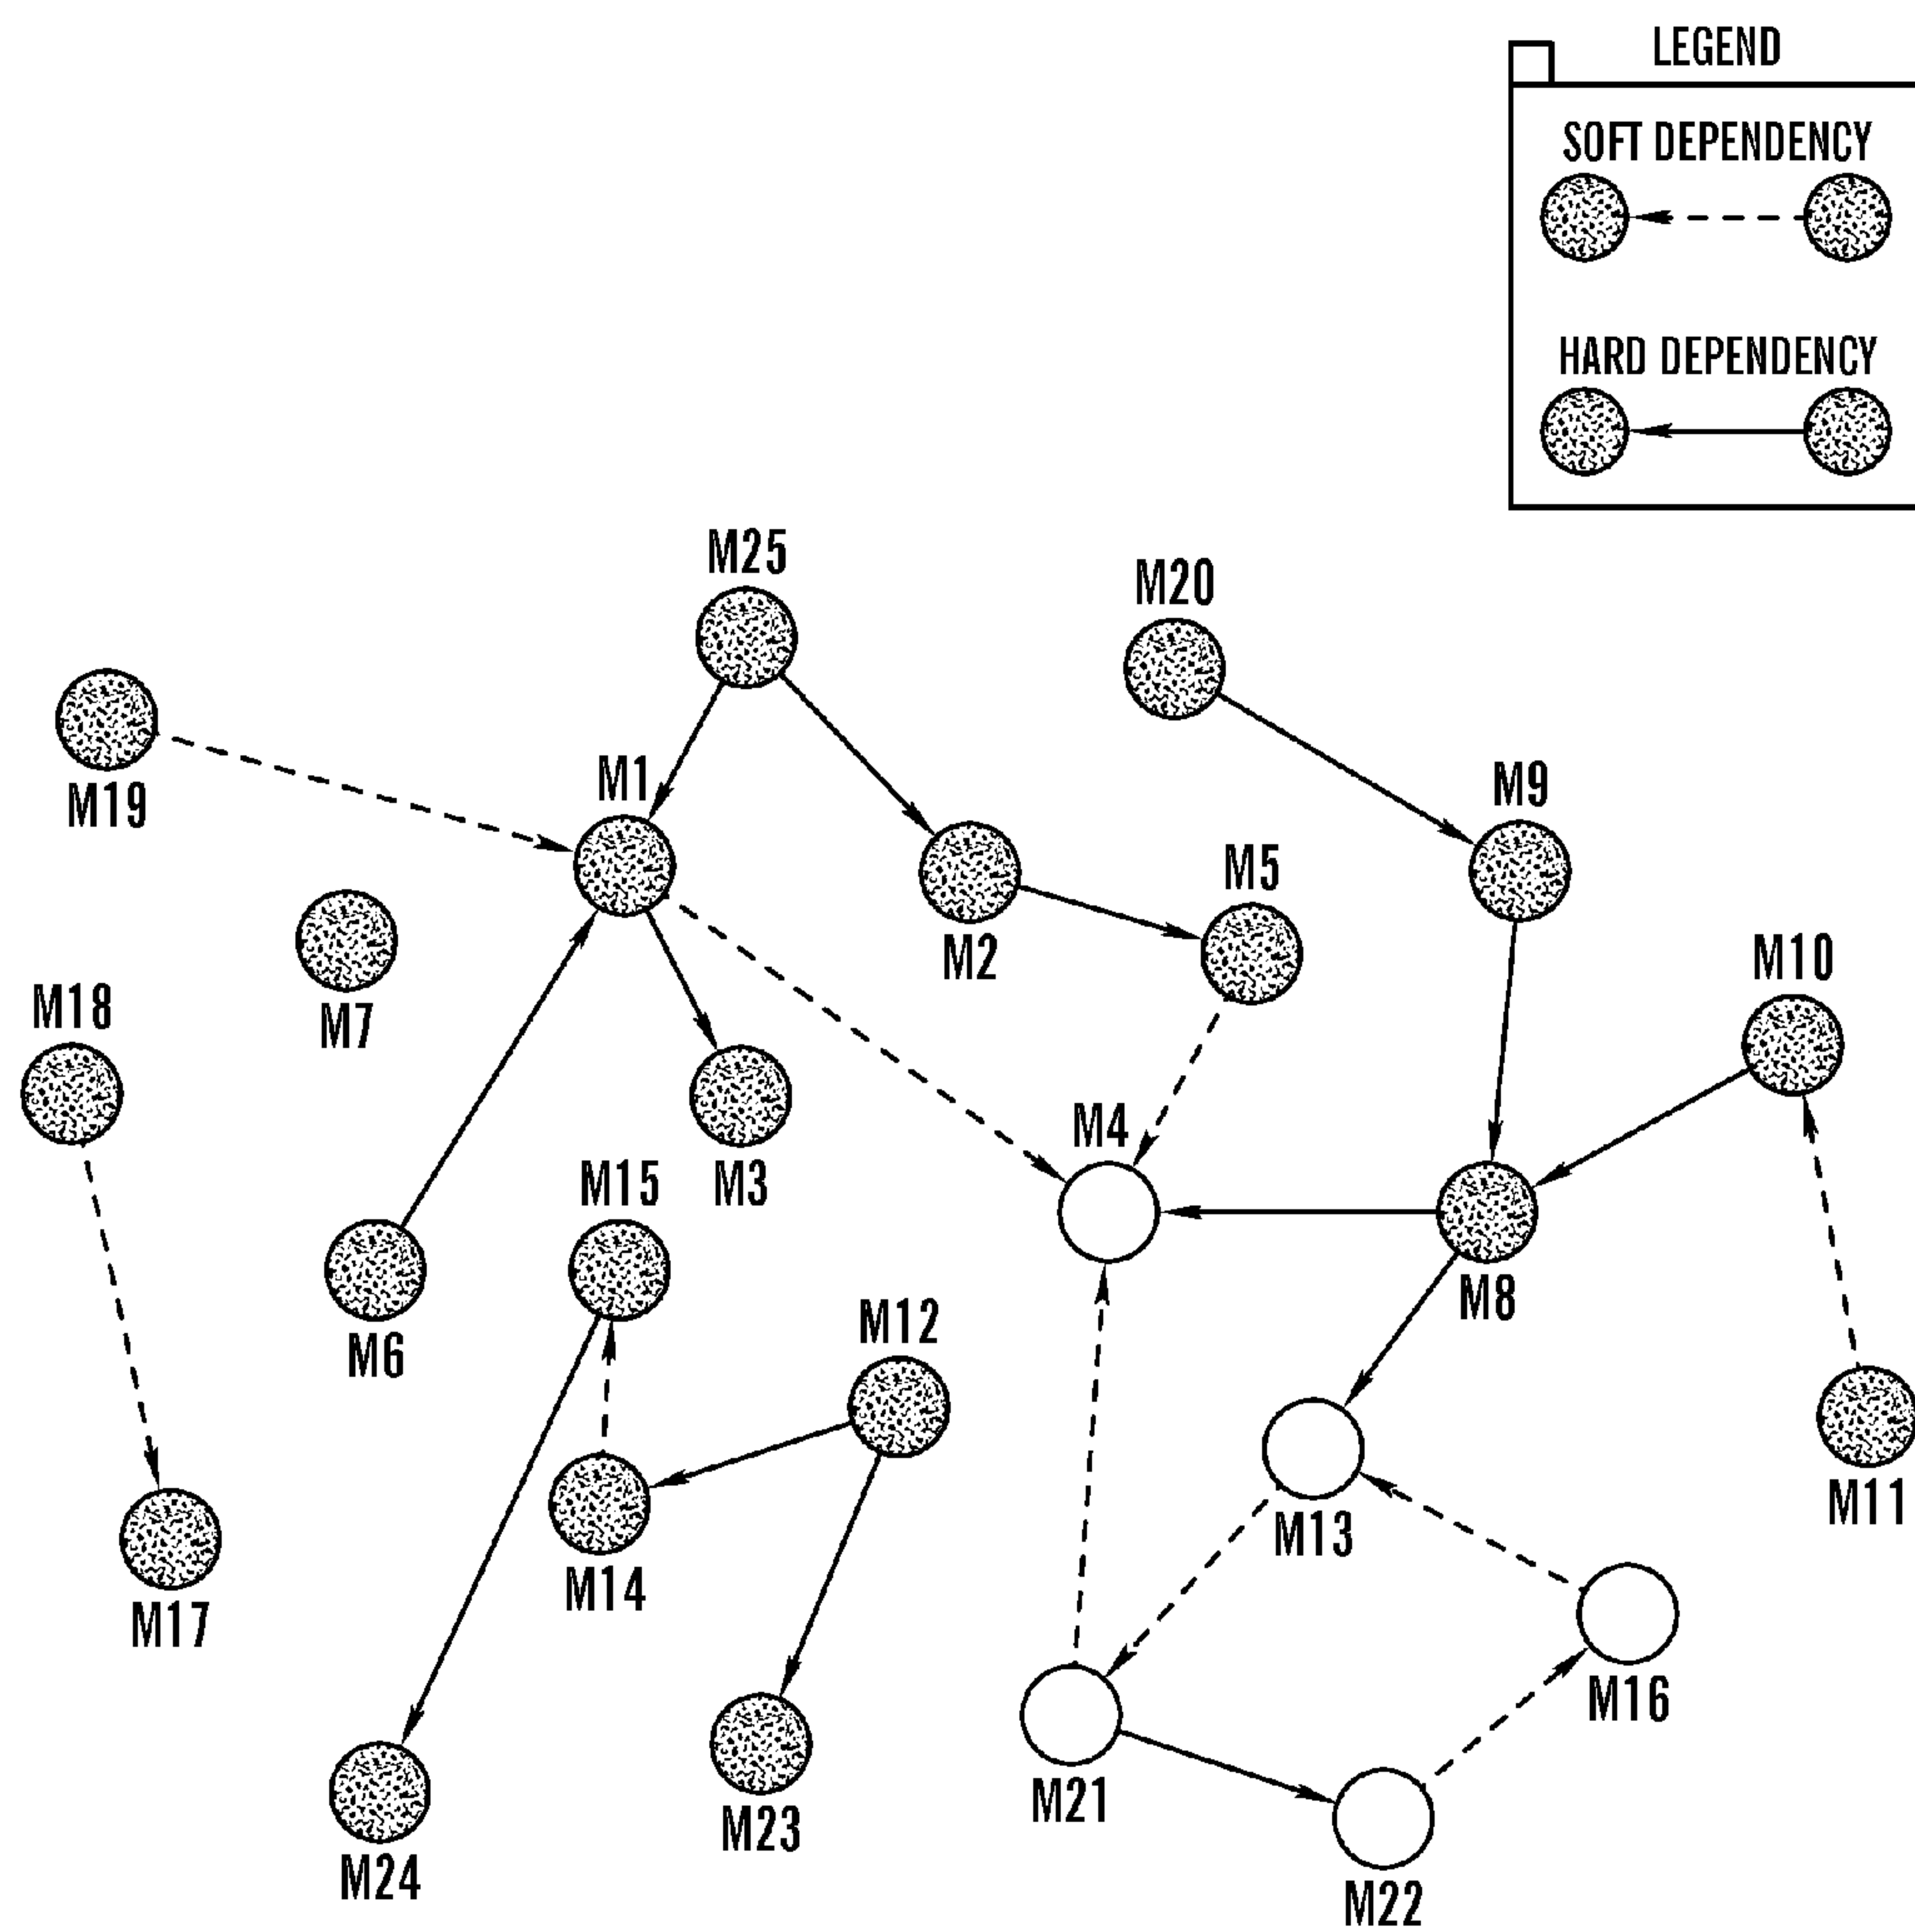 LEGEND
SOFT DEPENDENCY
HARD DEPENDENCY
M25
M20
M19
M1
M9
M5
M2
M10
M7
M18
M4
M15
M3
M8
M12
M6
M11
M13
M14
M17
M16
M21
M23
M24
M22